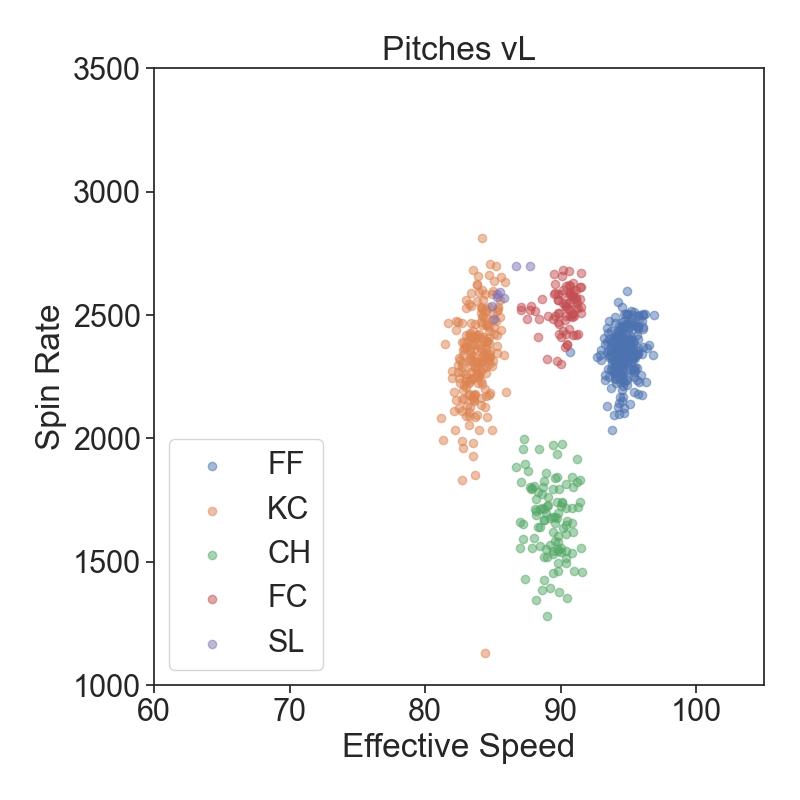 Pitches vL
3500
3000
2500
2000
1500
1000
Spin Rate
FF
KC
CH
FC
SL
60 70 80 90 100
Effective Speed